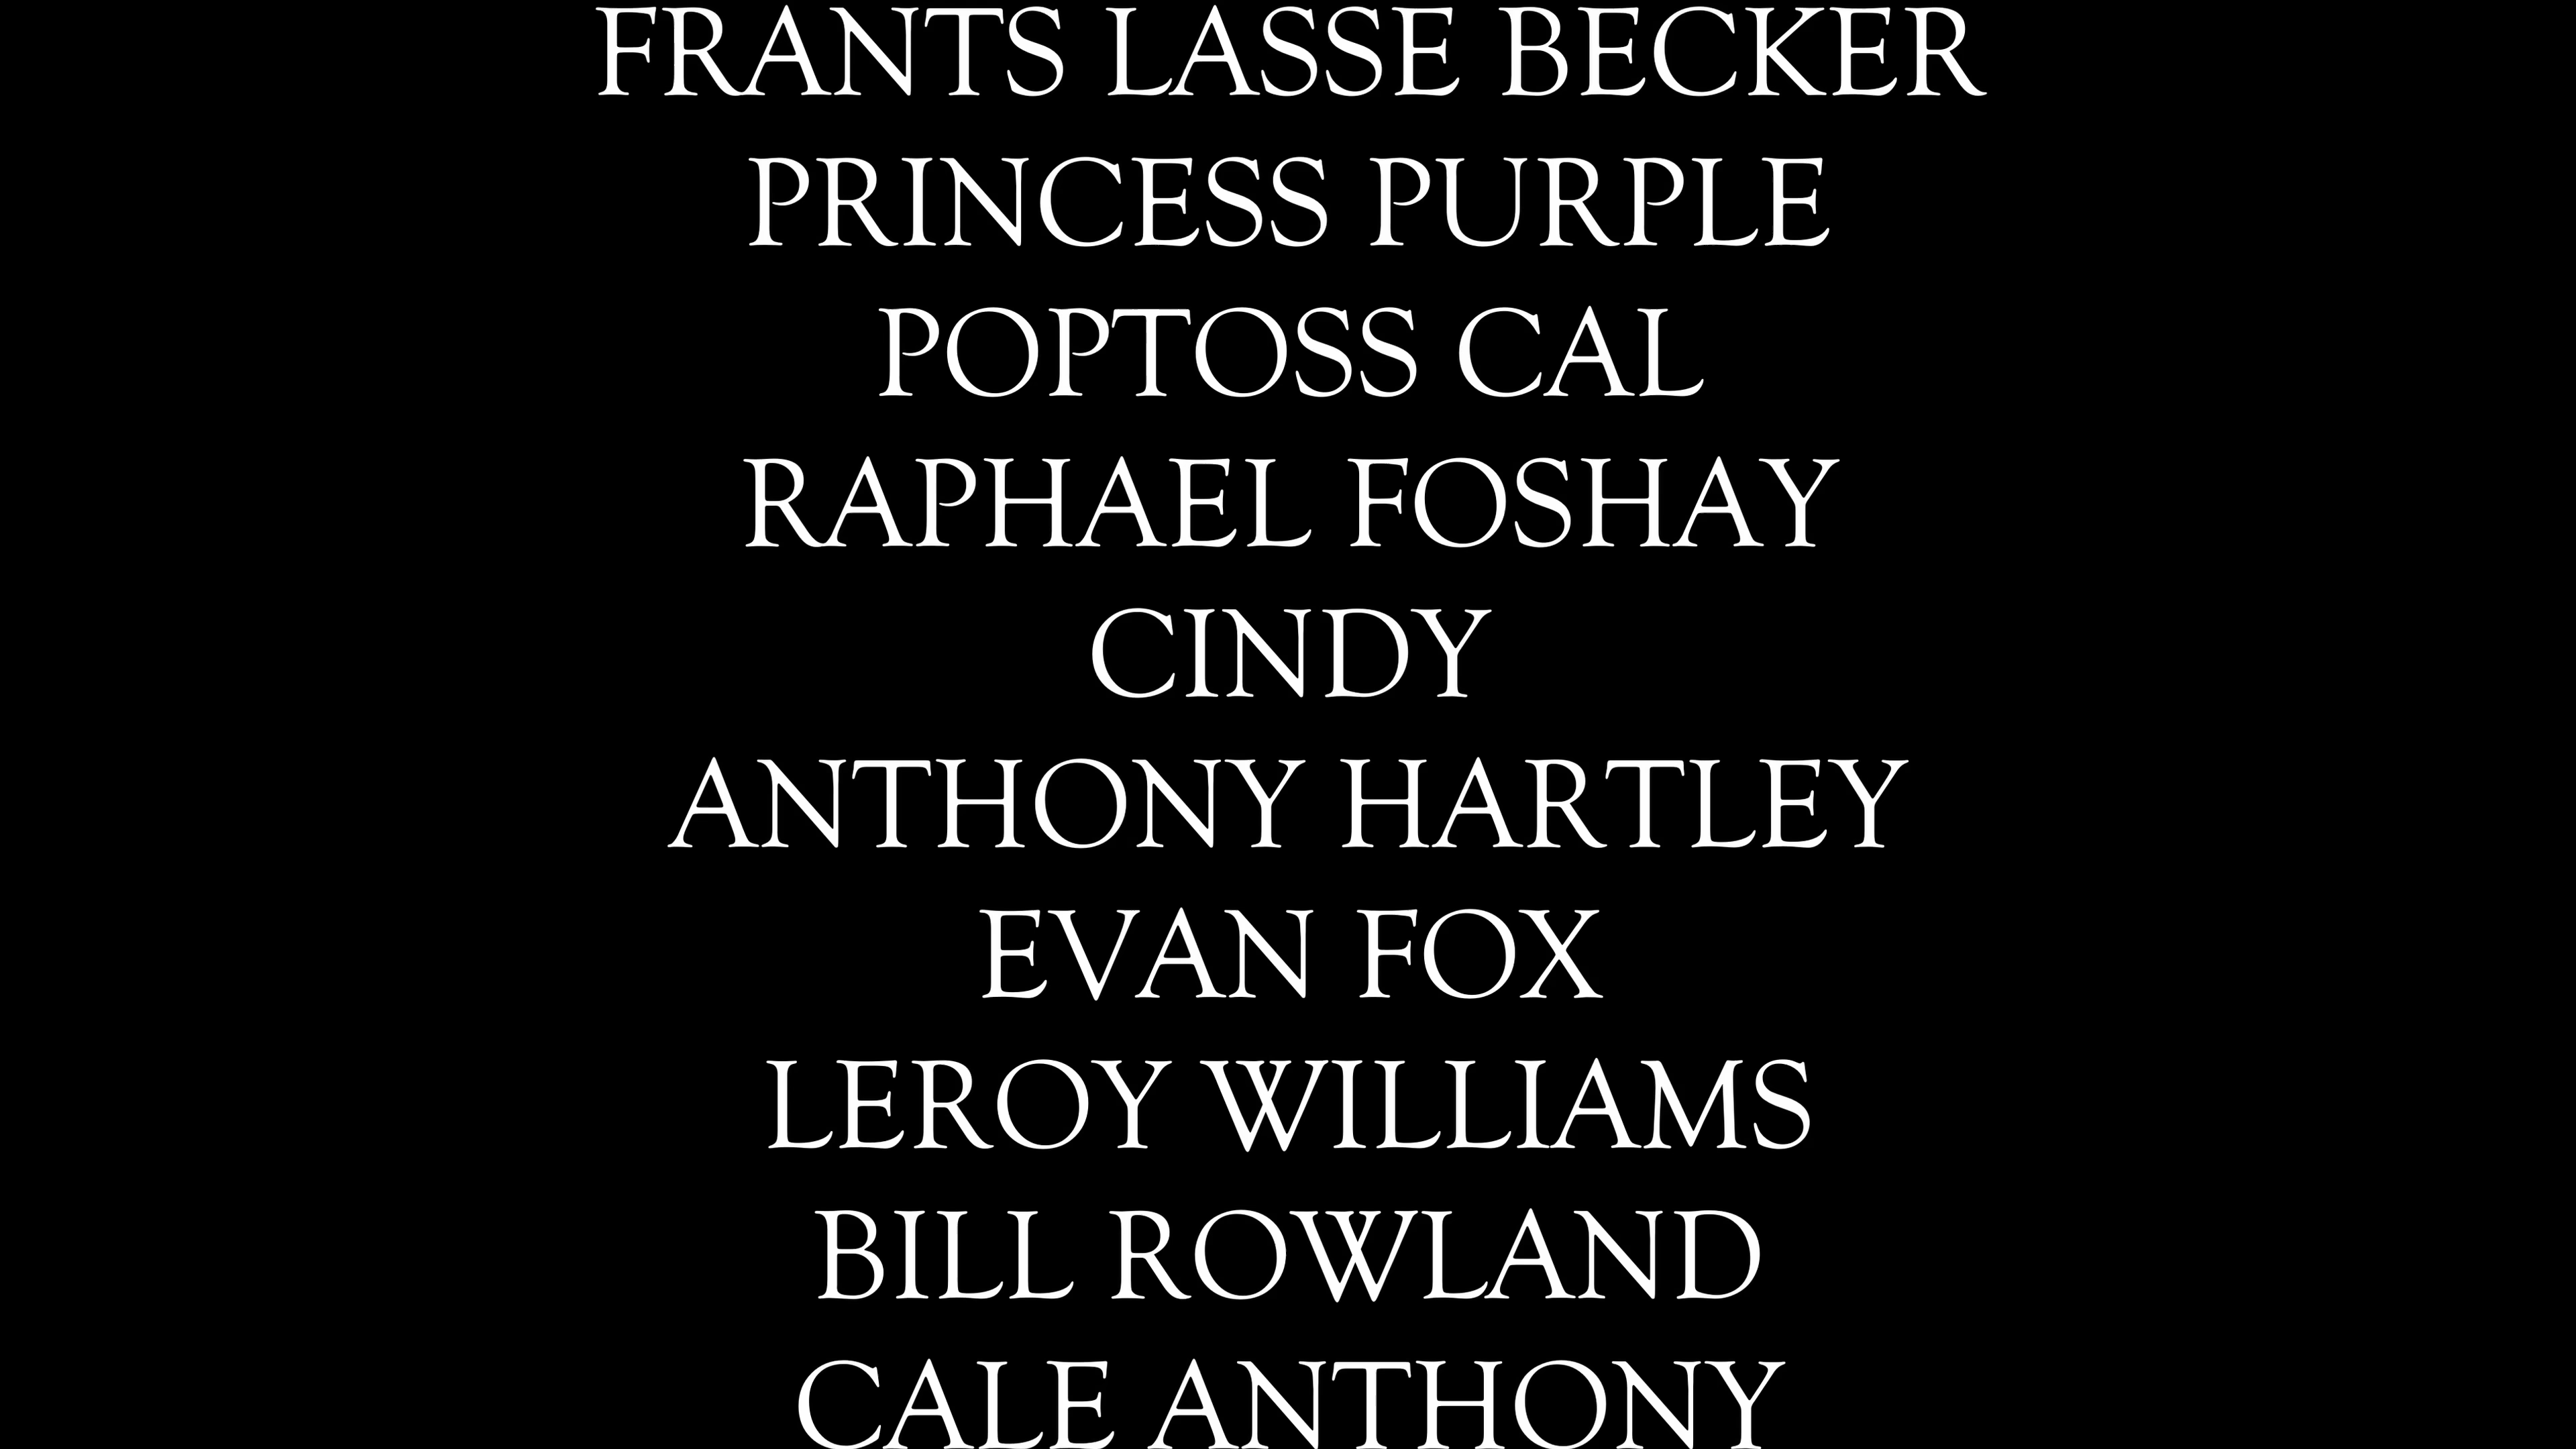 FRANTS LASSE BECKER
PRINCESS PURPLE
POPTOSS CAL
RAPHAEL FOSHAY
CINDY
ANTHONY HARTLEY
EVAN FOX
LEROY WILLIAMS
BILL ROWLAND
CALE ANTHONY